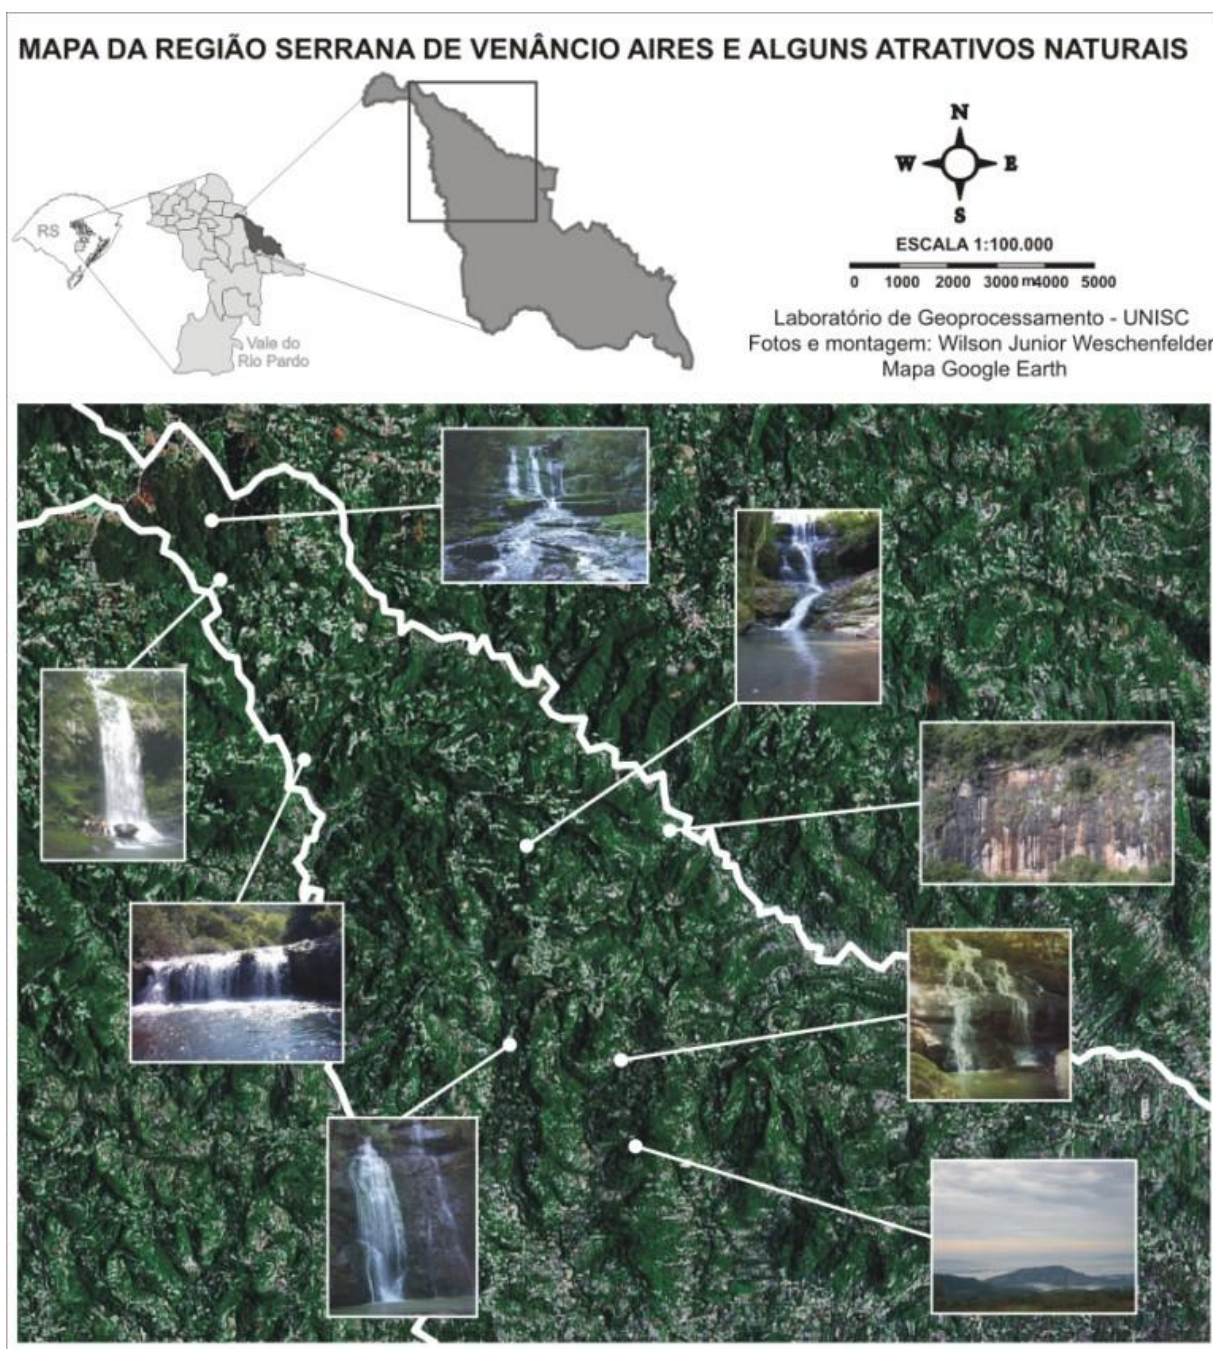 MAPA DA REGIÃO SERRANA DE VENÂNCIO AIRES E ALGUNS ATRATIVOS NATURAIS
RS
Vale do
Rio Pardo
N
W
E
S
ESCALA 1:100.000
0 1000 2000 3000 m 4000 5000
Laboratório de Geoprocessamento - UNISC
Fotos e montagem: Wilson Junior Weschenfelder
Mapa Google Earth